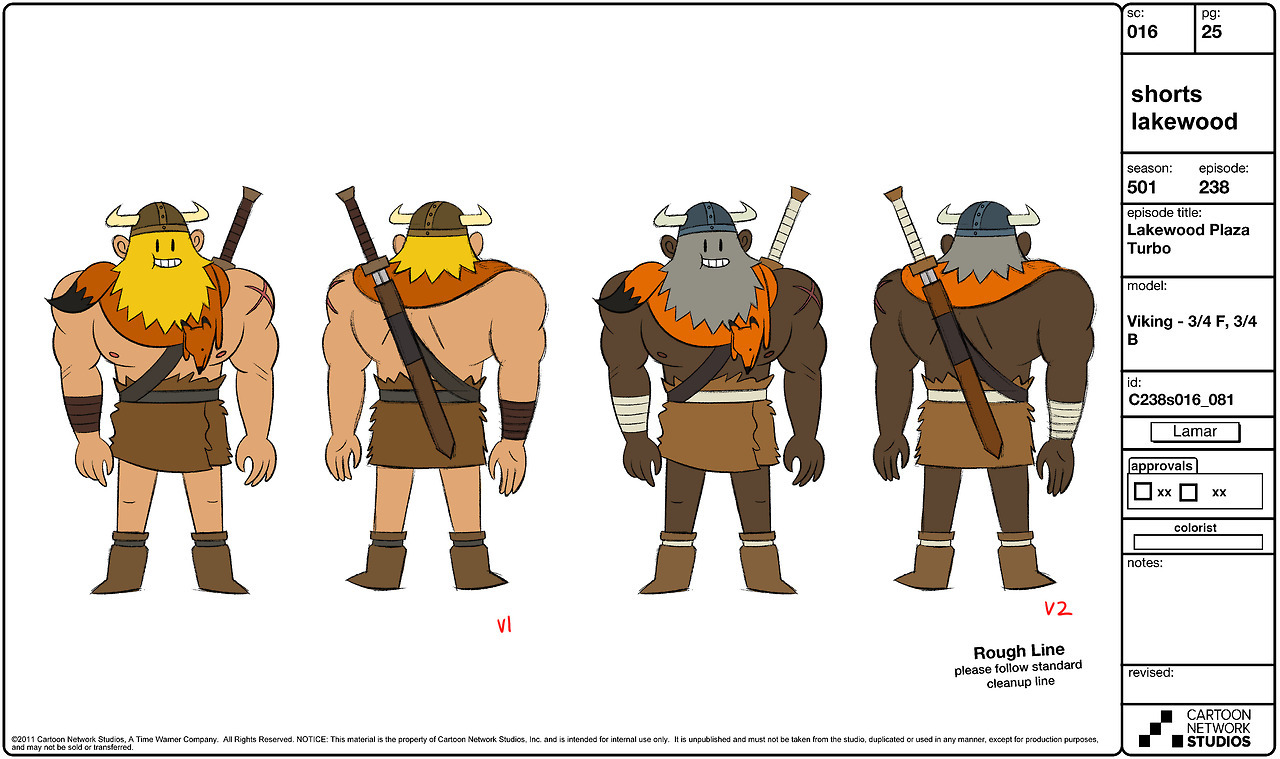 sc:
016
pg:
25
shorts
lakewood
season:
501
episode:
238
episode title:
Lakewood Plaza
Turbo
model:
Viking - 3/4 F, 3/4
B
id:
C238s016_081
Lamar
approvals
xx
xx
colorist
notes:
revised:
CARTOON
NETWORK
STUDIOS
v1
v2
Rough Line
please follow standard
cleanup line
©2011 Cartoon Network Studios, A Time Warner Company. All Rights Reserved. NOTICE: This material is the property of Cartoon Network Studios, Inc. and is intended for internal use only. It is unpublished and must not be taken from the studio, duplicated or used in any manner, except for production purposes,
and may not be sold or transferred.